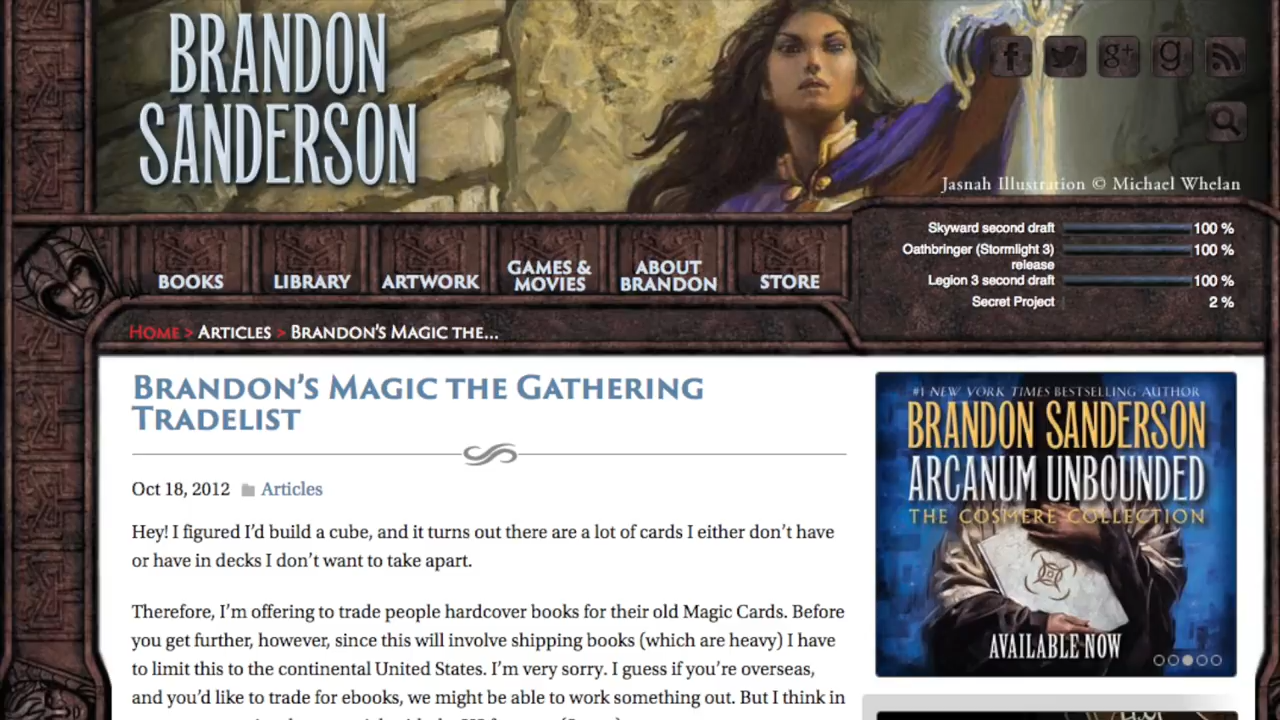 BRANDON
SANDERSON
f
g+
g
Jasnah Illustration © Michael Whelan
Skyward second draft 100 %
Oathbringer (Stormlight 3) 100 %
release
Legion 3 second draft 100 %
Secret Project 2 %
BOOKS
LIBRARY
ARTWORK
GAMES &
MOVIES
ABOUT
BRANDON
STORE
HOME > ARTICLES > BRANDON'S MAGIC THE...
BRANDON'S MAGIC THE GATHERING
TRADELIST
Oct 18, 2012 Articles
Hey! I figured I'd build a cube, and it turns out there are a lot of cards I either don't have
or have in decks I don't want to take apart.
Therefore, I'm offering to trade people hardcover books for their old Magic Cards. Before
you get further, however, since this will involve shipping books (which are heavy) I have
to limit this to the continental United States. I'm very sorry. I guess if you're overseas,
and you'd like to trade for ebooks, we might be able to work something out. But I think in
#1 NEW YORK TIMES BESTSELLING AUTHOR
BRANDON SANDERSON
ARCANUM UNBOUNDED
THE COSMERE COLLECTION
AVAILABLE NOW